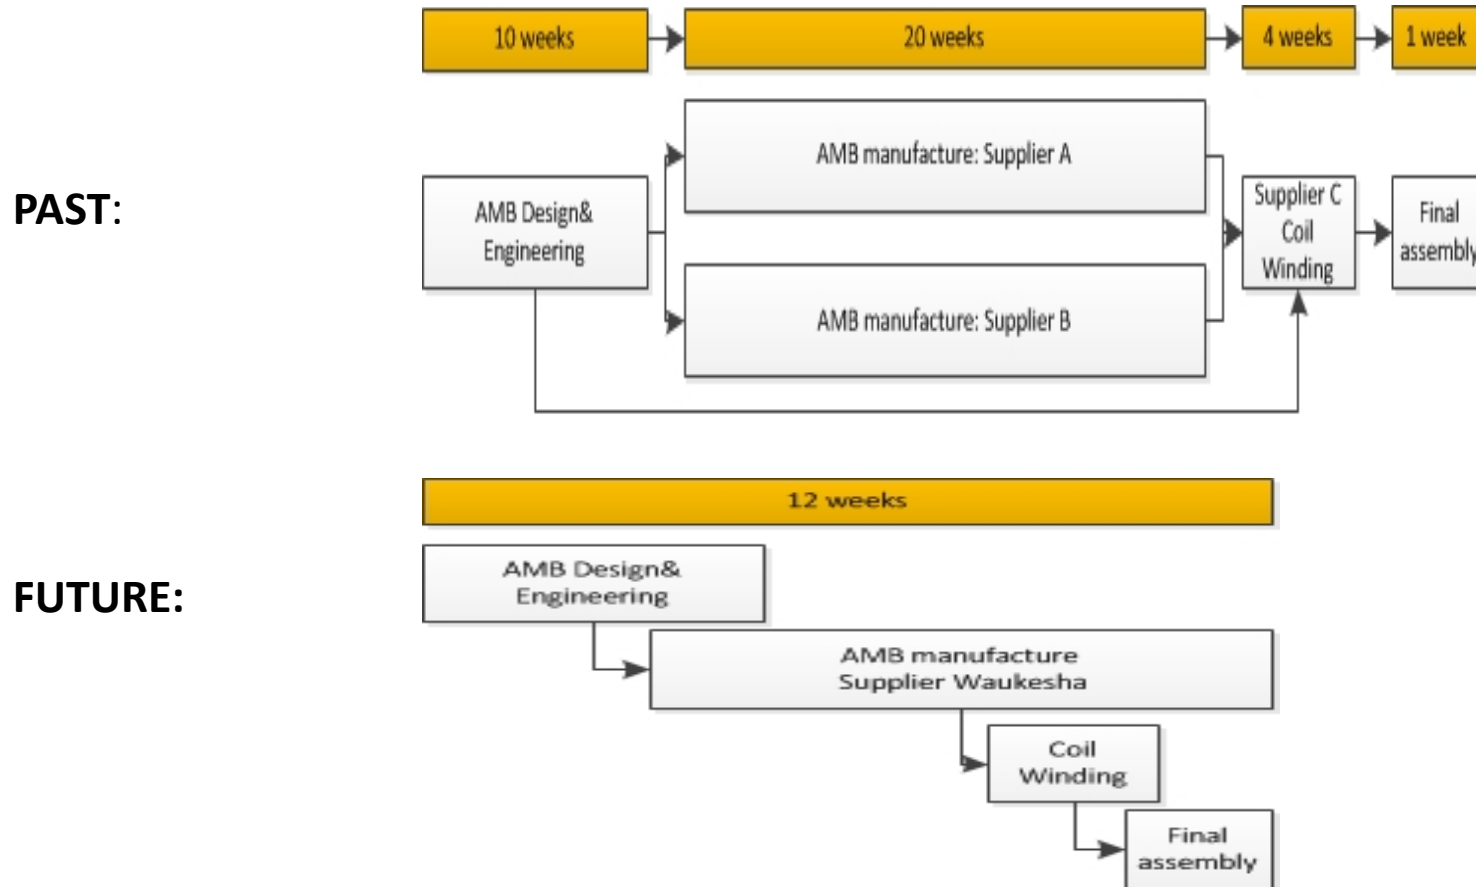 10 weeks
20 weeks
4 weeks
1 week
PAST:
AMB Design&
Engineering
AMB manufacture: Supplier A
AMB manufacture: Supplier B
Supplier C
Coil
Winding
Final
assembly
FUTURE:
12 weeks
AMB Design&
Engineering
AMB manufacture
Supplier Waukesha
Coil
Winding
Final
assembly